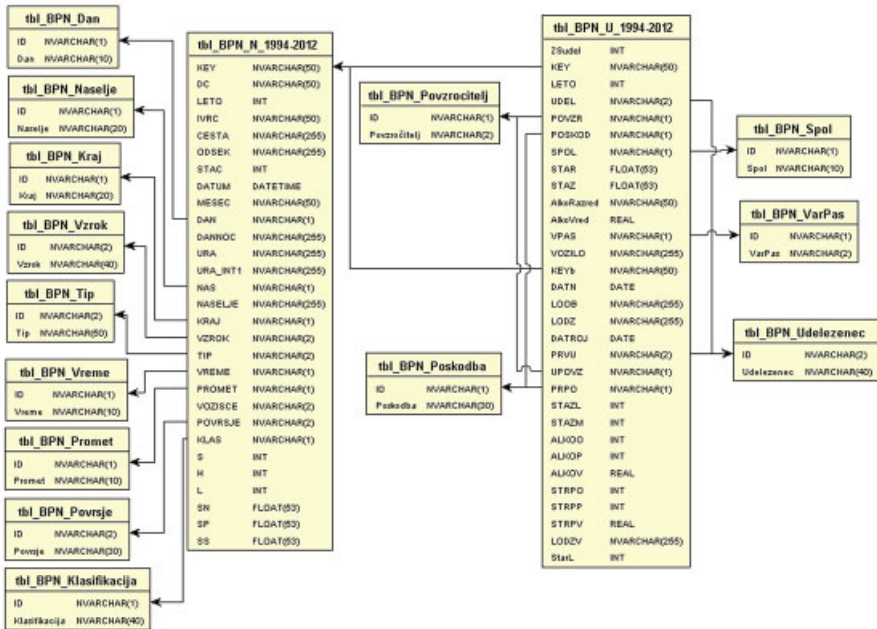 tbl_BPN_Dan
ID NVARCHAR(1)
Dan NVARCHAR(10)
tbl_BPN_Naselje
ID NVARCHAR(1)
Naselje NVARCHAR(20)
tbl_BPN_Kraj
ID NVARCHAR(1)
Kraj NVARCHAR(20)
tbl_BPN_Vzrok
ID NVARCHAR(2)
Vzrok NVARCHAR(40)
tbl_BPN_Tip
ID NVARCHAR(2)
Tip NVARCHAR(50)
tbl_BPN_Vreme
ID NVARCHAR(1)
Vreme NVARCHAR(10)
tbl_BPN_Promet
ID NVARCHAR(1)
Promet NVARCHAR(10)
tbl_BPN_Povrsje
ID NVARCHAR(2)
Povrsje NVARCHAR(30)
tbl_BPN_Klasifikacija
ID NVARCHAR(1)
Klasifikacija NVARCHAR(40)
tbl_BPN_N_1994-2012
KEY NVARCHAR(50)
DC NVARCHAR(50)
LETO INT
IVRC NVARCHAR(50)
CESTA NVARCHAR(255)
ODSEK NVARCHAR(255)
STAC INT
DATUM DATETIME
MESEC NVARCHAR(50)
DAN NVARCHAR(1)
DANNOC NVARCHAR(255)
URA NVARCHAR(255)
URA_INT1 NVARCHAR(255)
NAS NVARCHAR(1)
NASELJE NVARCHAR(255)
KRAJ NVARCHAR(1)
VZROK NVARCHAR(2)
TIP NVARCHAR(2)
VREME NVARCHAR(1)
PROMET NVARCHAR(1)
VOZISCE NVARCHAR(2)
POVRSJE NVARCHAR(2)
KLAS NVARCHAR(1)
S INT
H INT
L INT
SN FLOAT(53)
SP FLOAT(53)
SS FLOAT(53)
tbl_BPN_Povzrocitelj
ID NVARCHAR(1)
Povzročitelj NVARCHAR(2)
tbl_BPN_Poskodba
ID NVARCHAR(1)
Poskodba NVARCHAR(30)
tbl_BPN_U_1994-2012
ZSudel INT
KEY NVARCHAR(50)
LETO INT
UDEL NVARCHAR(2)
POVZR NVARCHAR(1)
POSKOD NVARCHAR(1)
SPOL NVARCHAR(1)
STAR FLOAT(53)
STAZ FLOAT(53)
AlkoRazred NVARCHAR(50)
AlkoVred REAL
VPAS NVARCHAR(1)
VOZILO NVARCHAR(255)
KEYb NVARCHAR(50)
DATN DATE
LOOB NVARCHAR(255)
LODZ NVARCHAR(255)
DATROJ DATE
PRVU NVARCHAR(2)
UPOVZ NVARCHAR(1)
PRPO NVARCHAR(1)
STAZL INT
STAZM INT
ALKOO INT
ALKOP INT
ALKOV REAL
STRPO INT
STRPP INT
STRPV REAL
LODZV NVARCHAR(255)
StarL INT
tbl_BPN_Spol
ID NVARCHAR(1)
Spol NVARCHAR(10)
tbl_BPN_VarPas
ID NVARCHAR(1)
VarPas NVARCHAR(2)
tbl_BPN_Udelezenec
ID NVARCHAR(2)
Udelezenec NVARCHAR(40)